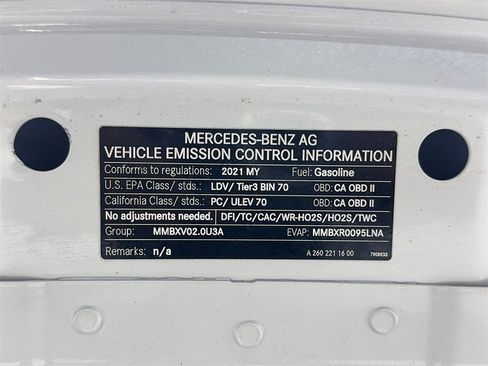 MERCEDES-BENZ AG
VEHICLE EMISSION CONTROL INFORMATION
Conforms to regulations: 2021 MY Fuel: Gasoline
U.S. EPA Class/ stds.: LDV/ Tier3 BIN 70 OBD: CA OBD II
California Class/ stds.: PC/ ULEV 70 OBD: CA OBD II
No adjustments needed. DFI/TC/CAC/WR-HO2S/HO2S/TWC
Group: MMBXV02.0U3A EVAP: MMBXR0095LNA
Remarks: n/a A 260 221 16 00 7908833